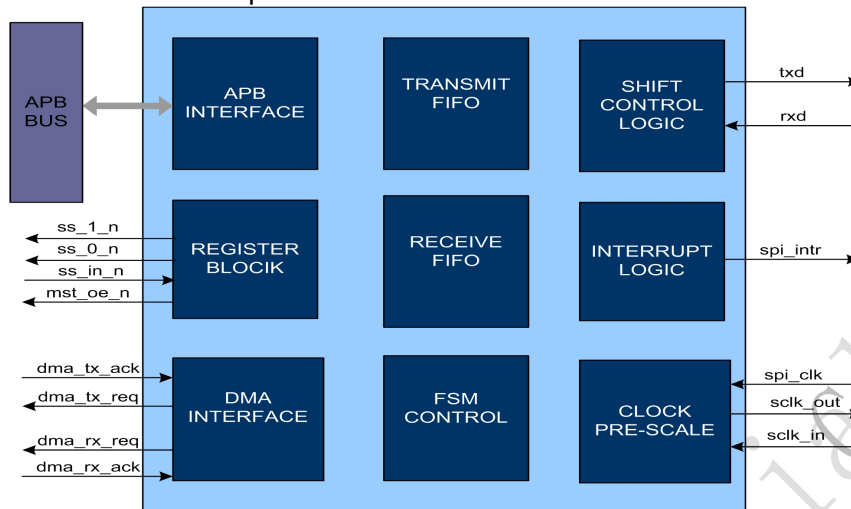 APB
BUS
APB
INTERFACE
TRANSMIT
FIFO
SHIFT
CONTROL
LOGIC
txd
rxd
ss_1_n
ss_0_n
ss_in_n
mst_oe_n
REGISTER
BLOCIK
RECEIVE
FIFO
INTERRUPT
LOGIC
spi_intr
dma_tx_ack
dma_tx_req
dma_rx_req
dma_rx_ack
DMA
INTERFACE
FSM
CONTROL
CLOCK
PRE-SCALE
spi_clk
sclk_out
sclk_in